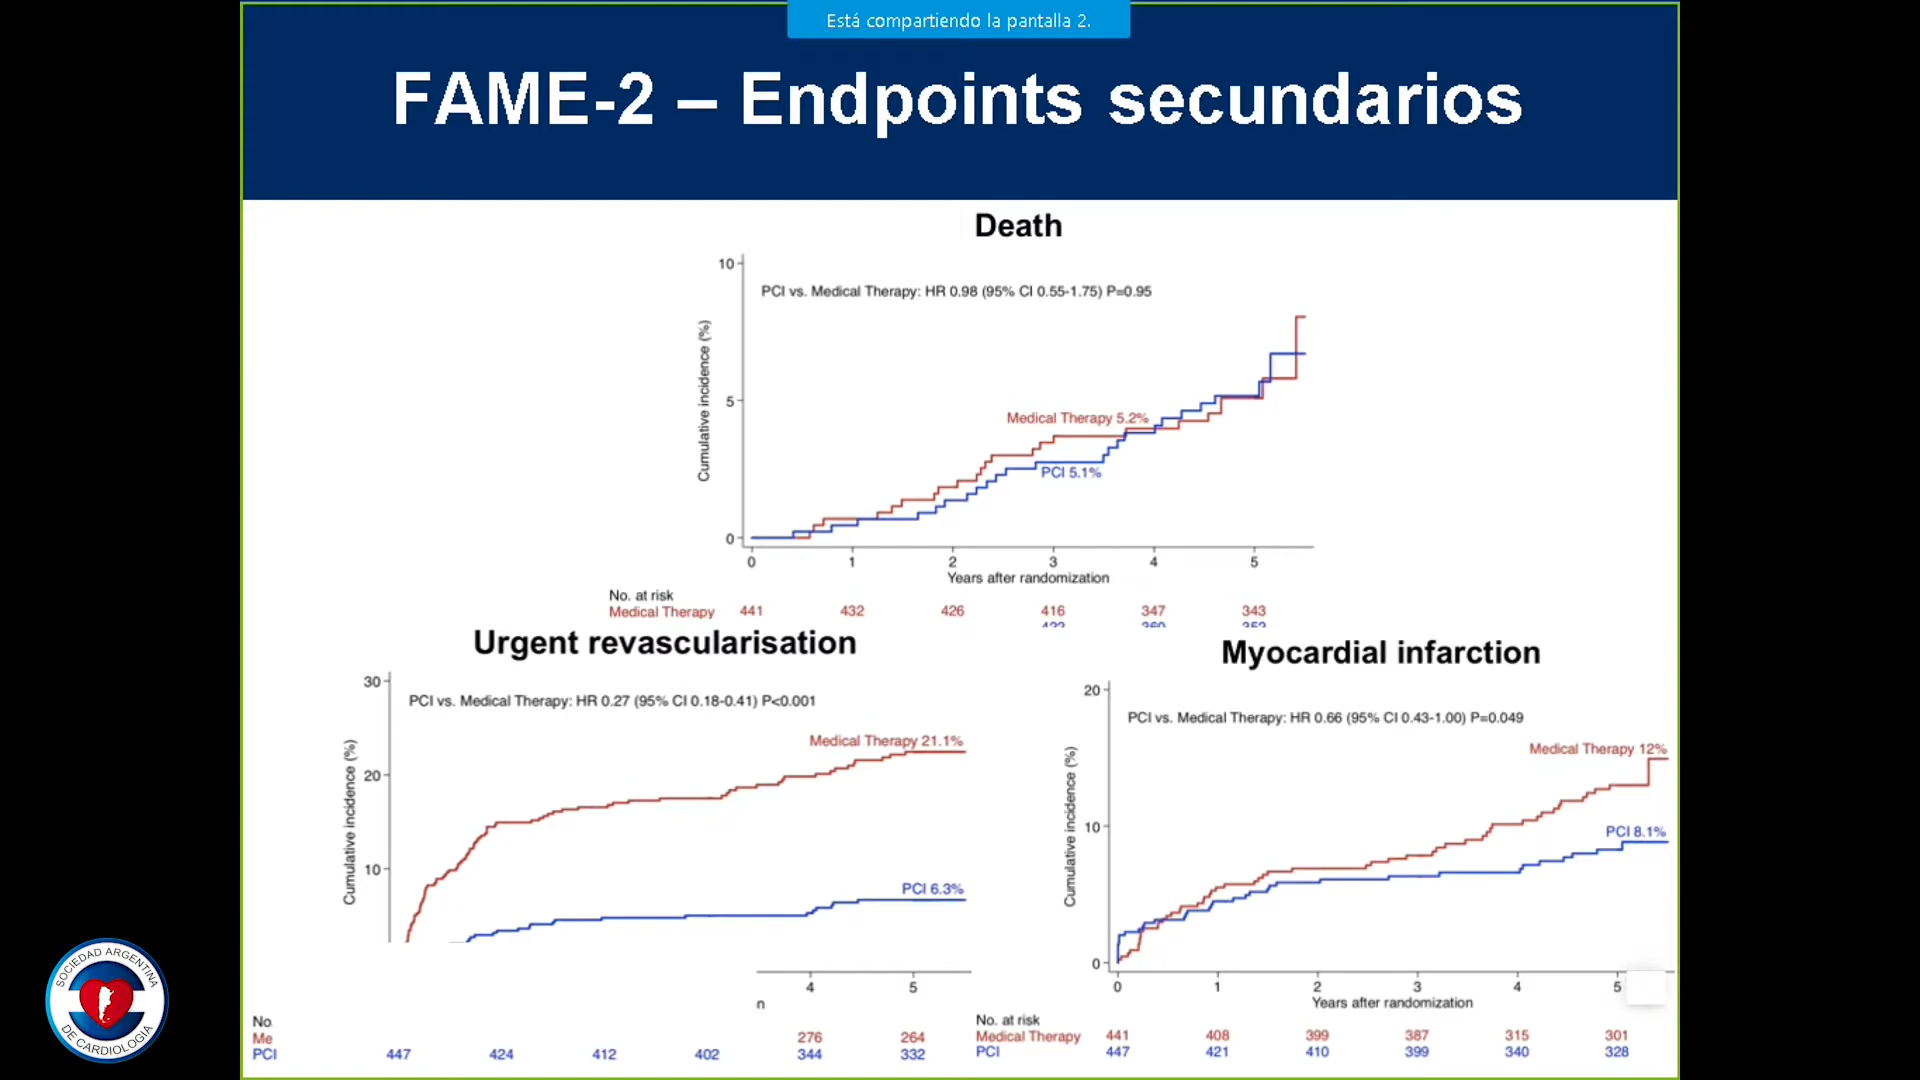 Está compartiendo la pantalla 2.
FAME-2 – Endpoints secundarios
Death
10
PCI vs. Medical Therapy: HR 0.98 (95% CI 0.55-1.75) P=0.95
Cumulative incidence (%)
5
Medical Therapy 5.2%
PCI 5.1%
0
0 1 2 3 4 5
Years after randomization
No. at risk
Medical Therapy 441 432 426 416 347 343
422 360 352
Urgent revascularisation
30
PCI vs. Medical Therapy: HR 0.27 (95% CI 0.18-0.41) P<0.001
Medical Therapy 21.1%
Cumulative incidence (%)
20
10
PCI 6.3%
4 5
n
No
Me 276 264
PCI 447 424 412 402 344 332
Myocardial infarction
20
PCI vs. Medical Therapy: HR 0.66 (95% CI 0.43-1.00) P=0.049
Medical Therapy 12%
Cumulative incidence (%)
10
PCI 8.1%
0
0 1 2 3 4 5
Years after randomization
No. at risk
Medical Therapy 441 408 399 387 315 301
PCI 447 421 410 399 340 328
SOCIEDAD ARGENTINA
DE CARDIOLOGIA